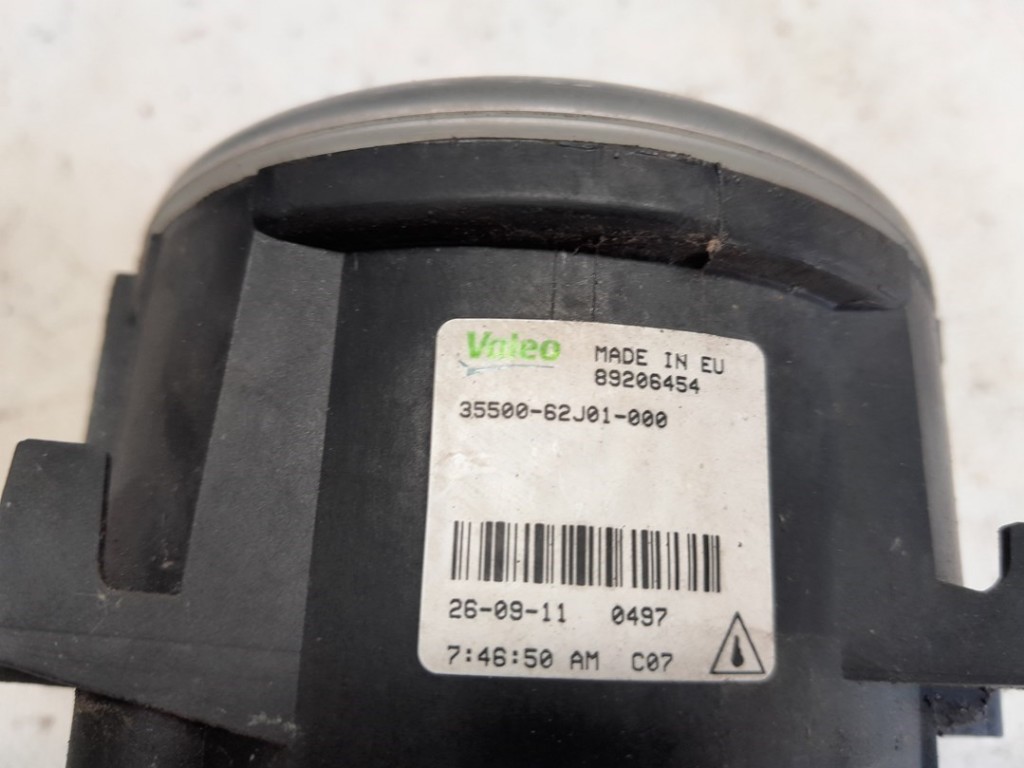 Valeo MADE IN EU
89206454
35500-62J01-000
26-09-11 0497
7:46:50 AM C07